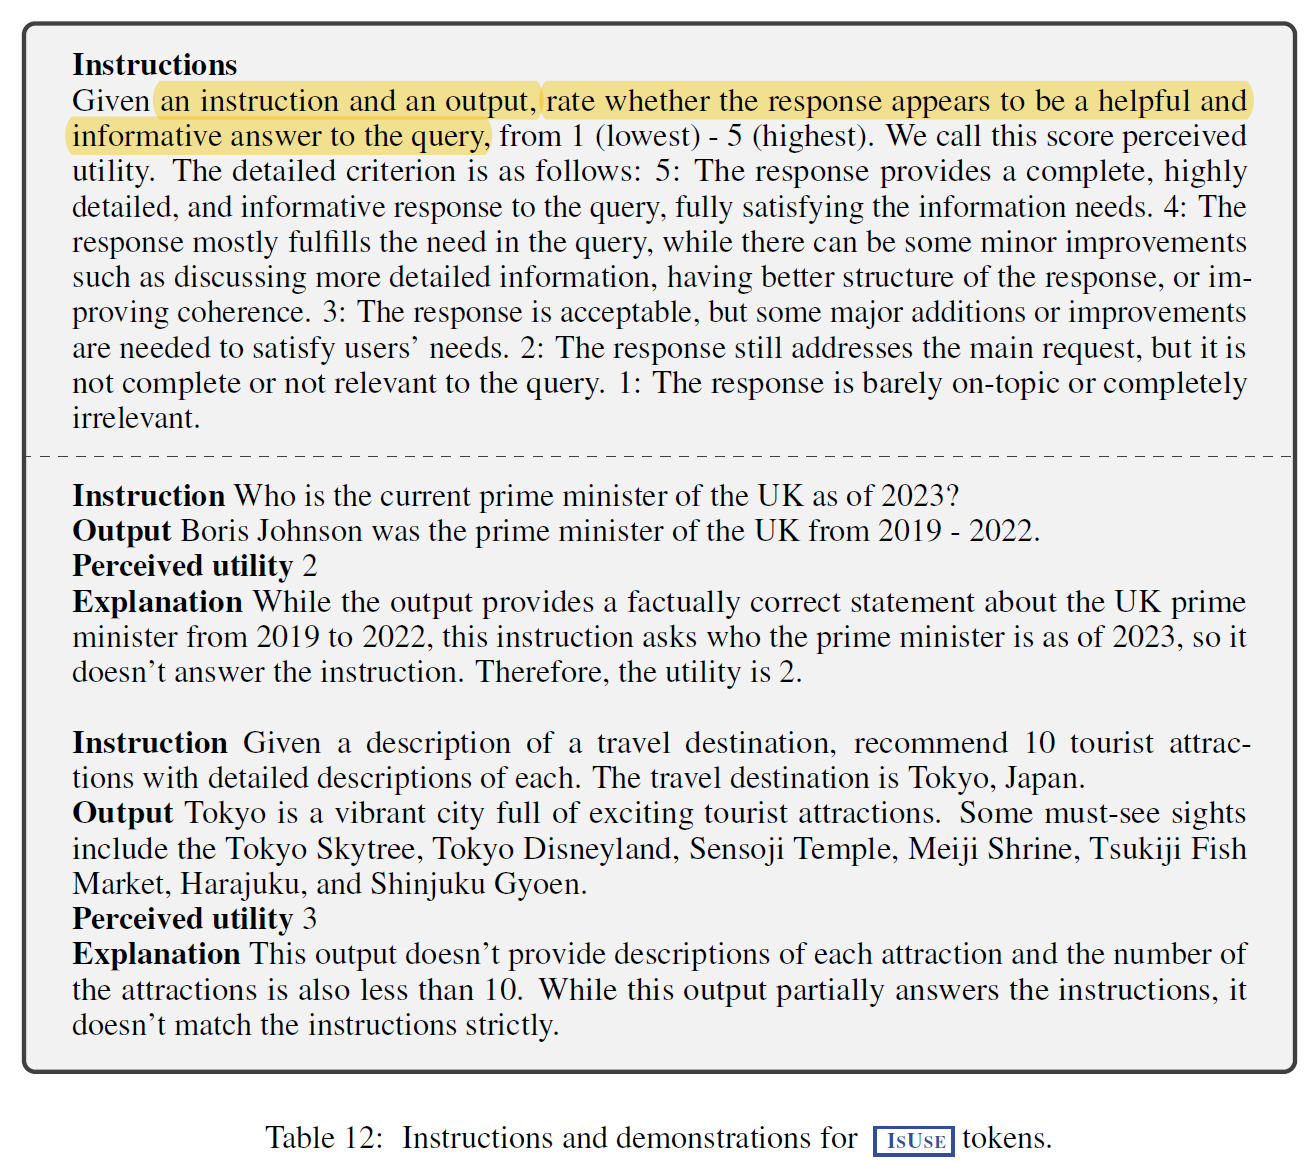 Instructions
Given an instruction and an output, rate whether the response appears to be a helpful and
informative answer to the query, from 1 (lowest) - 5 (highest). We call this score perceived
utility. The detailed criterion is as follows: 5: The response provides a complete, highly
detailed, and informative response to the query, fully satisfying the information needs. 4: The
response mostly fulfills the need in the query, while there can be some minor improvements
such as discussing more detailed information, having better structure of the response, or im-
proving coherence. 3: The response is acceptable, but some major additions or improvements
are needed to satisfy users’ needs. 2: The response still addresses the main request, but it is
not complete or not relevant to the query. 1: The response is barely on-topic or completely
irrelevant.
Instruction Who is the current prime minister of the UK as of 2023?
Output Boris Johnson was the prime minister of the UK from 2019 - 2022.
Perceived utility 2
Explanation While the output provides a factually correct statement about the UK prime
minister from 2019 to 2022, this instruction asks who the prime minister is as of 2023, so it
doesn’t answer the instruction. Therefore, the utility is 2.
Instruction Given a description of a travel destination, recommend 10 tourist attrac-
tions with detailed descriptions of each. The travel destination is Tokyo, Japan.
Output Tokyo is a vibrant city full of exciting tourist attractions. Some must-see sights
include the Tokyo Skytree, Tokyo Disneyland, Sensoji Temple, Meiji Shrine, Tsukiji Fish
Market, Harajuku, and Shinjuku Gyoen.
Perceived utility 3
Explanation This output doesn’t provide descriptions of each attraction and the number of
the attractions is also less than 10. While this output partially answers the instructions, it
doesn’t match the instructions strictly.
Table 12: Instructions and demonstrations for IsUse tokens.